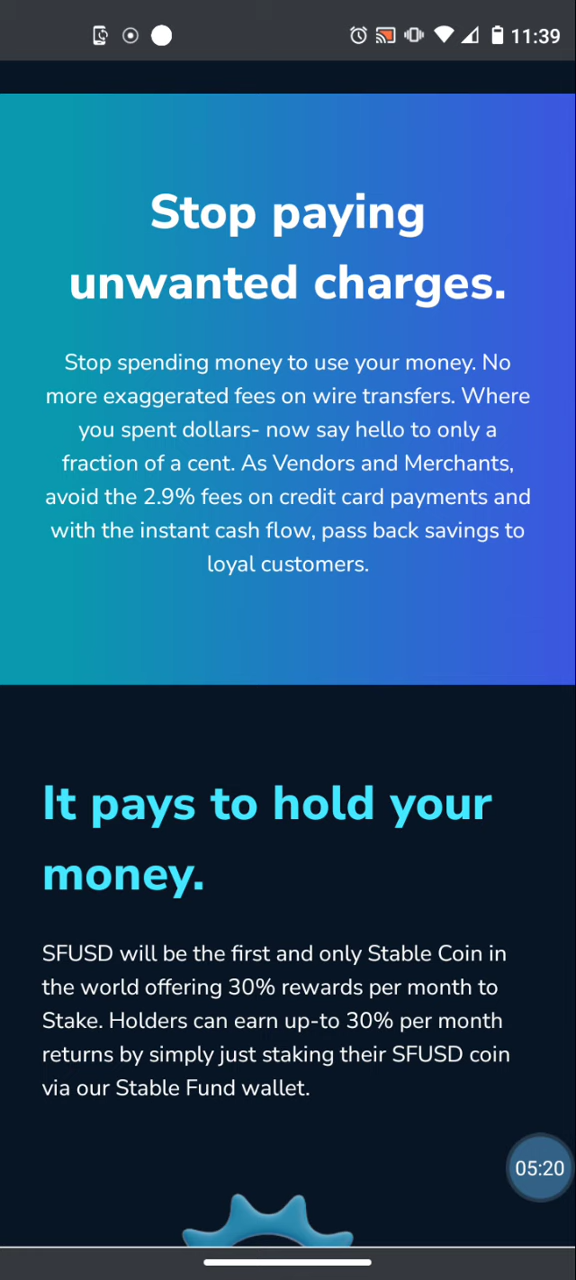 11:39
Stop paying
unwanted charges.
Stop spending money to use your money. No
more exaggerated fees on wire transfers. Where
you spent dollars- now say hello to only a
fraction of a cent. As Vendors and Merchants,
avoid the 2.9% fees on credit card payments and
with the instant cash flow, pass back savings to
loyal customers.
It pays to hold your
money.
SFUSD will be the first and only Stable Coin in
the world offering 30% rewards per month to
Stake. Holders can earn up-to 30% per month
returns by simply just staking their SFUSD coin
via our Stable Fund wallet.
05:20